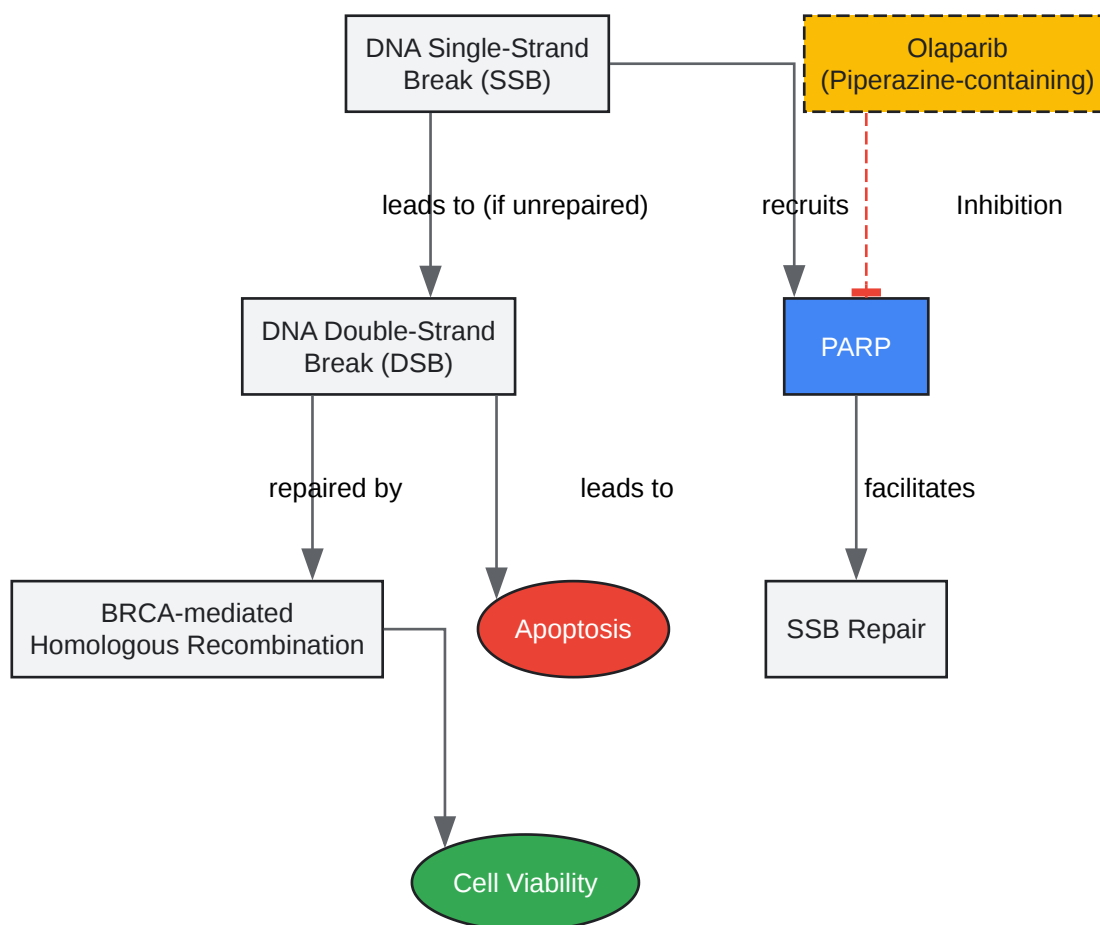 DNA Single-Strand
Break (SSB)
Olaparib
(Piperazine-containing)
leads to (if unrepaired)
recruits
Inhibition
DNA Double-Strand
Break (DSB)
PARP
repaired by
leads to
facilitates
BRCA-mediated
Homologous Recombination
Apoptosis
SSB Repair
Cell Viability